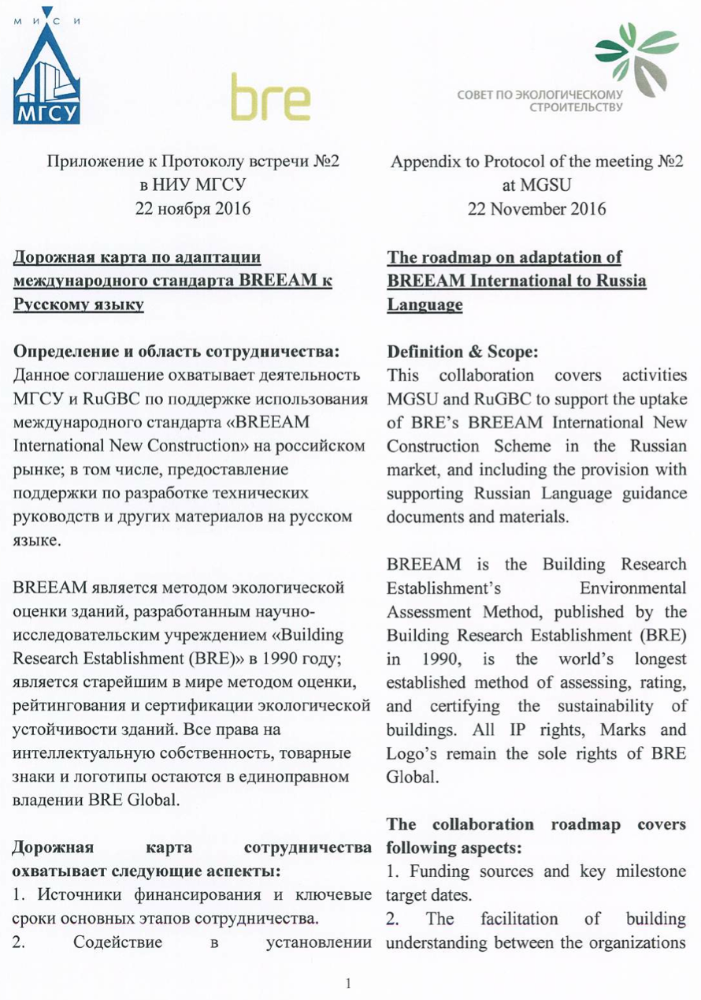 МИСИ
МГСУ
bre
СОВЕТ ПО ЭКОЛОГИЧЕСКОМУ
СТРОИТЕЛЬСТВУ
Приложение к Протоколу встречи №2
в НИУ МГСУ
22 ноября 2016
Дорожная карта по адаптации
международного стандарта BREEAM к
Русскому языку
Определение и область сотрудничества:
Данное соглашение охватывает деятельность
МГСУ и RuGBC по поддержке использования
международного стандарта «BREEAM
International New Construction» на российском
рынке; в том числе, предоставление
поддержки по разработке технических
руководств и других материалов на русском
языке.
BREEAM является методом экологической
оценки зданий, разработанным научно-
исследовательским учреждением «Building
Research Establishment (BRE)» в 1990 году;
является старейшим в мире методом оценки,
рейтингования и сертификации экологической
устойчивости зданий. Все права на
интеллектуальную собственность, товарные
знаки и логотипы остаются в единоправном
владении BRE Global.
Дорожная карта сотрудничества
охватывает следующие аспекты:
1. Источники финансирования и ключевые
сроки основных этапов сотрудничества.
2. Содействие в установлении
Appendix to Protocol of the meeting №2
at MGSU
22 November 2016
The roadmap on adaptation of
BREEAM International to Russia
Language
Definition & Scope:
This collaboration covers activities
MGSU and RuGBC to support the uptake
of BRE's BREEAM International New
Construction Scheme in the Russian
market, and including the provision with
supporting Russian Language guidance
documents and materials.
BREEAM is the Building Research
Establishment's Environmental
Assessment Method, published by the
Building Research Establishment (BRE)
in 1990, is the world's longest
established method of assessing, rating,
and certifying the sustainability of
buildings. All IP rights, Marks and
Logo's remain the sole rights of BRE
Global.
The collaboration roadmap covers
following aspects:
1. Funding sources and key milestone
target dates.
2. The facilitation of building
understanding between the organizations
1